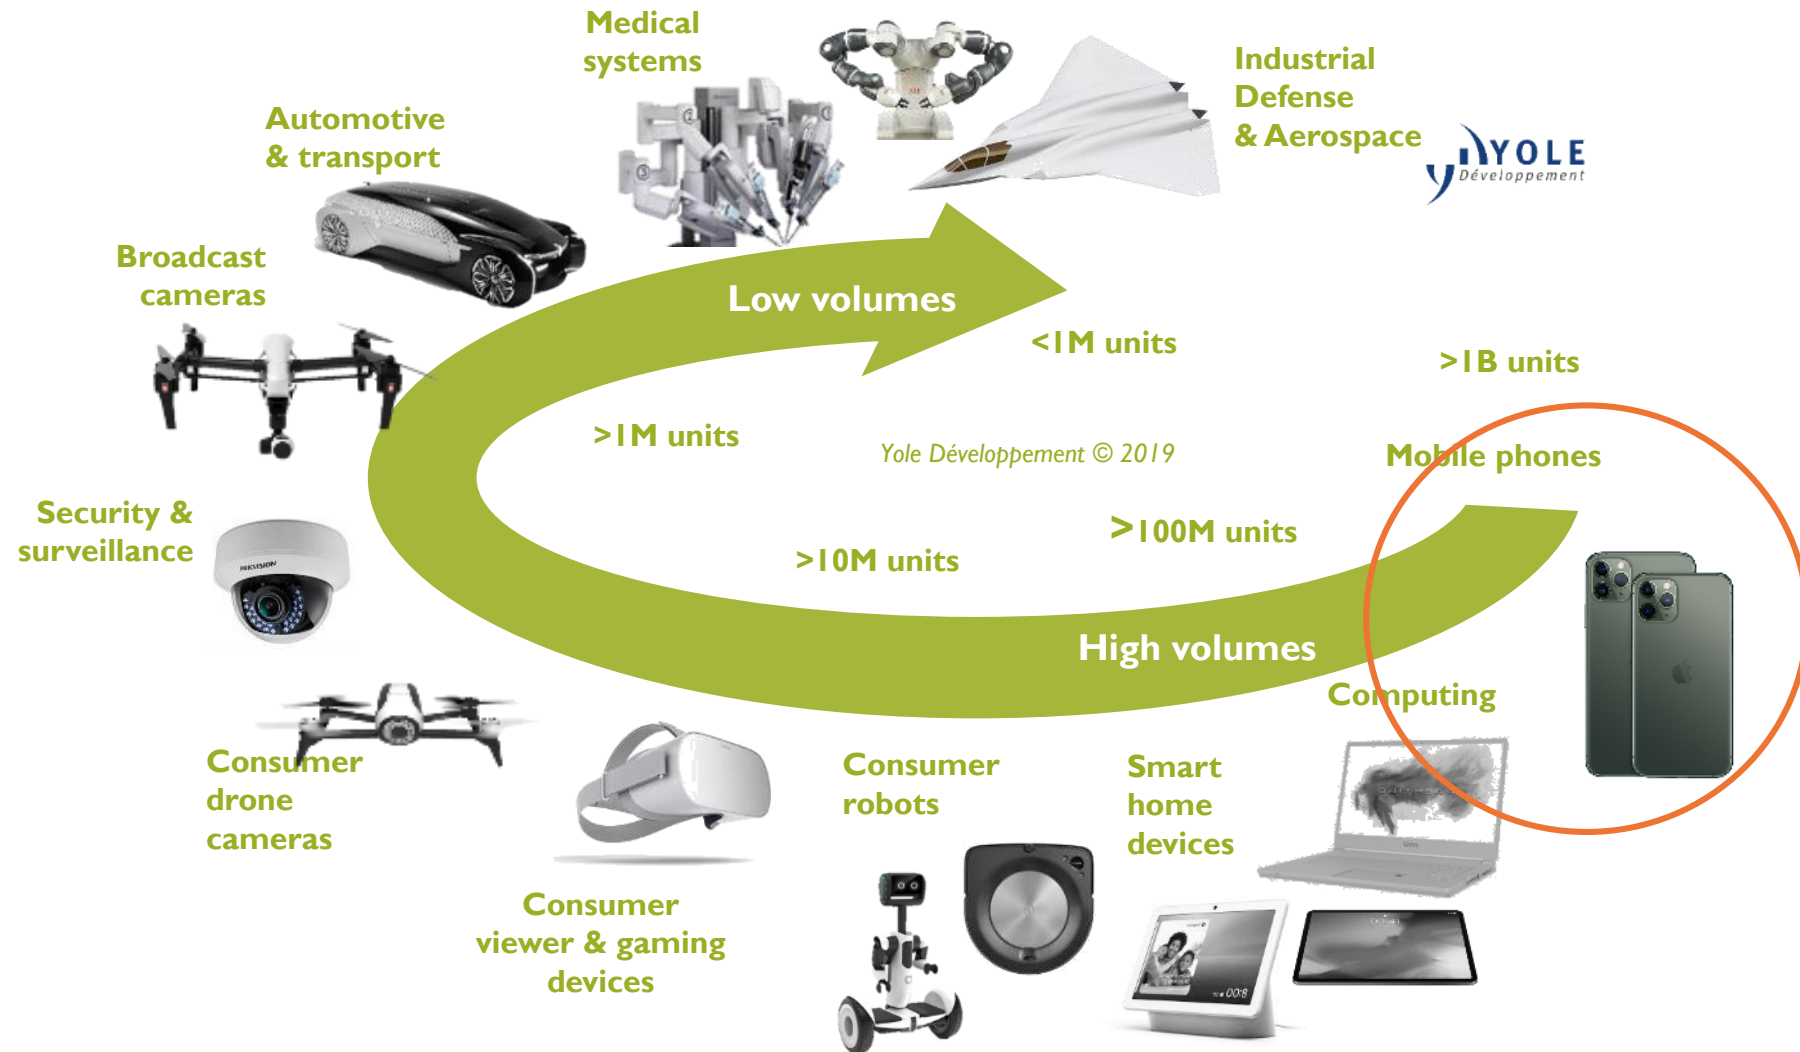 Medical
systems
Industrial
Defense
& Aerospace
YOLE
Développement
Automotive
& transport
Broadcast
cameras
Low volumes
<1M units
>1B units
>1M units
Yole Développement © 2019
Mobile phones
Security &
surveillance
HIKVISION
>100M units
>10M units
High volumes
Computing
Consumer
drone
cameras
Consumer
robots
Smart
home
devices
Consumer
viewer & gaming
devices